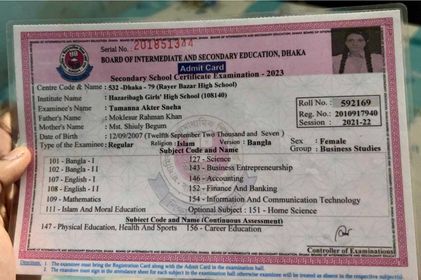 Serial No. 201851344
BOARD OF INTERMEDIATE AND SECONDARY EDUCATION, DHAKA
Admit Card
Secondary School Certificate Examination - 2023
Centre Code & Name : 532 - Dhaka - 79 (Rayer Bazar High School)
Institute Name : Hazaribagh Girls' High School (108140)
Examinee's Name : Tamanna Akter Sneha
Father's Name : Moklesur Rahman Khan
Mother's Name : Mst. Shiuly Begum
Date of Birth : 12/09/2007 (Twelfth September Two Thousand and Seven )
Type of the Examinee : Regular Religion : Islam Version : Bangla Sex : Female
Roll No. : 592169
Reg. No. : 2010917940
Session : 2021-22
Group : Business Studies
Subject Code and Name
101 - Bangla - I 127 - Science
102 - Bangla - II 143 - Business Entrepreneurship
107 - English - I 146 - Accounting
108 - English - II 152 - Finance And Banking
109 - Mathematics 154 - Information And Communication Technology
111 - Islam And Moral Education Optional Subject : 151 - Home Science
Subject Code and Name (Continuous Assessment)
147 - Physical Education, Health And Sports 156 - Career Education
Controller of Examinations
Directions : 1. The examinee must bring the Registration Card along with the Admit Card in the examination hall.
2. The examinee must sign at the attendance sheet for each subject in the examination hall otherwise will be treated as absent in the respective